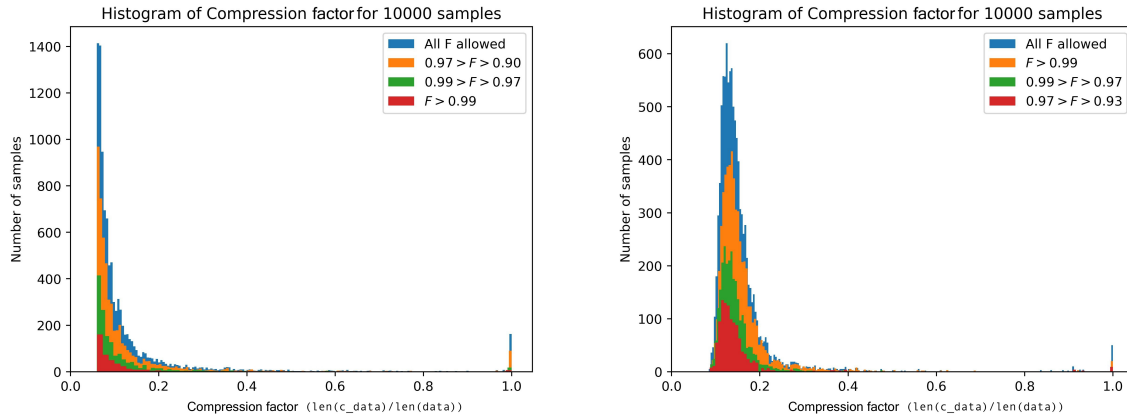 Histogram of Compression factor for 10000 samples
All F allowed
0.97 > F > 0.90
0.99 > F > 0.97
F > 0.99
Number of samples
1400
1200
1000
800
600
400
200
0
0.0
0.2
0.4
0.6
0.8
1.0
Compression factor (len(c_data)/len(data))
Histogram of Compression factor for 10000 samples
All F allowed
F > 0.99
0.99 > F > 0.97
0.97 > F > 0.93
Number of samples
600
500
400
300
200
100
0
0.0
0.2
0.4
0.6
0.8
1.0
Compression factor (len(c_data)/len(data))